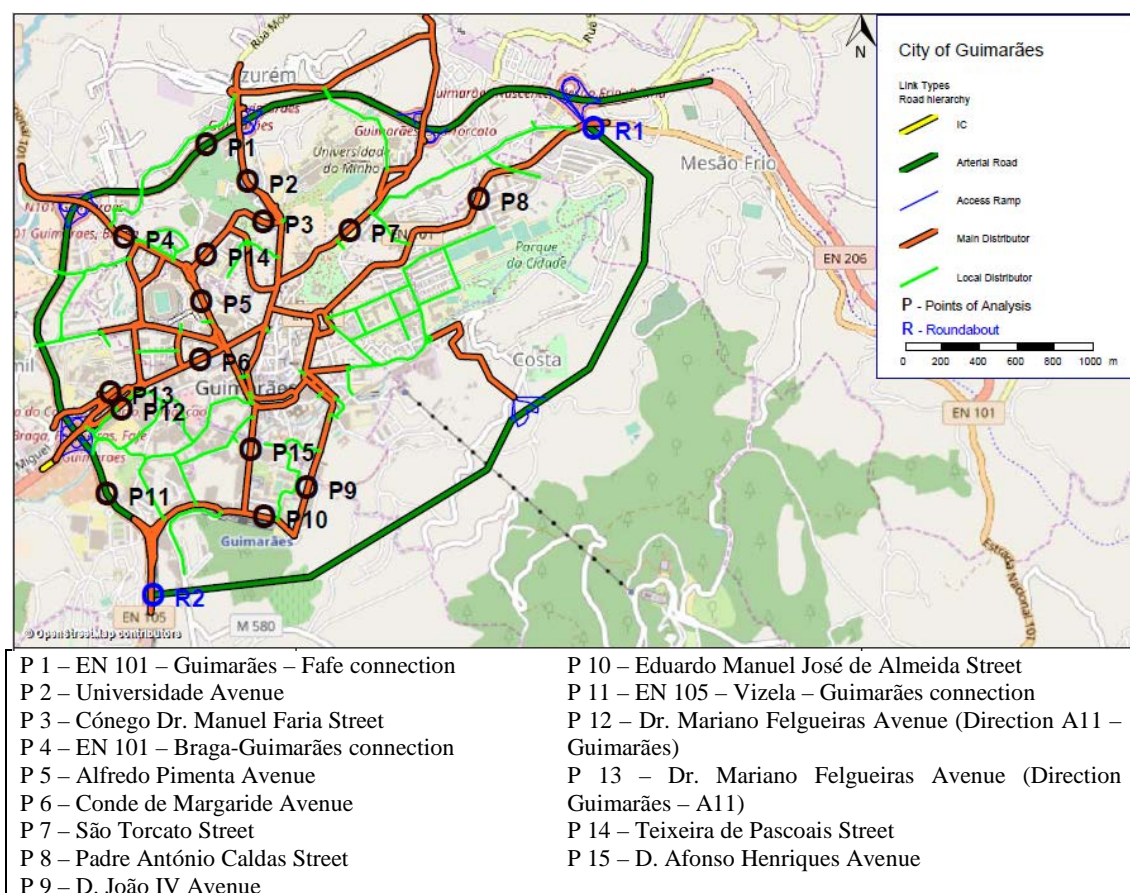 Rua Mo
Azurém
N
City of Guimarães
Link Types
Road hierarchy
IC
Arterial Road
Access Ramp
Main Distributor
Local Distributor
P - Points of Analysis
R - Roundabout
0 200 400 600 800 1000 m
Guimarães
P1
R1
Universidade
do Minho
Mesão Frio
P2
P8
P3
P7
P4
P14
Parque
da Cidade
EN 206
P5
Costa
P6
Guimarães
P13
P12
EN 101
P15
P9
P11
P10
Guimarães
R2
EN 105
M 580
Estrada Nacional 101
© OpenStreetMap contributors
P 1 – EN 101 – Guimarães – Fafe connection
P 2 – Universidade Avenue
P 3 – Cónego Dr. Manuel Faria Street
P 4 – EN 101 – Braga-Guimarães connection
P 5 – Alfredo Pimenta Avenue
P 6 – Conde de Margaride Avenue
P 7 – São Torcato Street
P 8 – Padre António Caldas Street
P 9 – D. João IV Avenue
P 10 – Eduardo Manuel José de Almeida Street
P 11 – EN 105 – Vizela – Guimarães connection
P 12 – Dr. Mariano Felgueiras Avenue (Direction A11 –
Guimarães)
P 13 – Dr. Mariano Felgueiras Avenue (Direction
Guimarães – A11)
P 14 – Teixeira de Pascoais Street
P 15 – D. Afonso Henriques Avenue